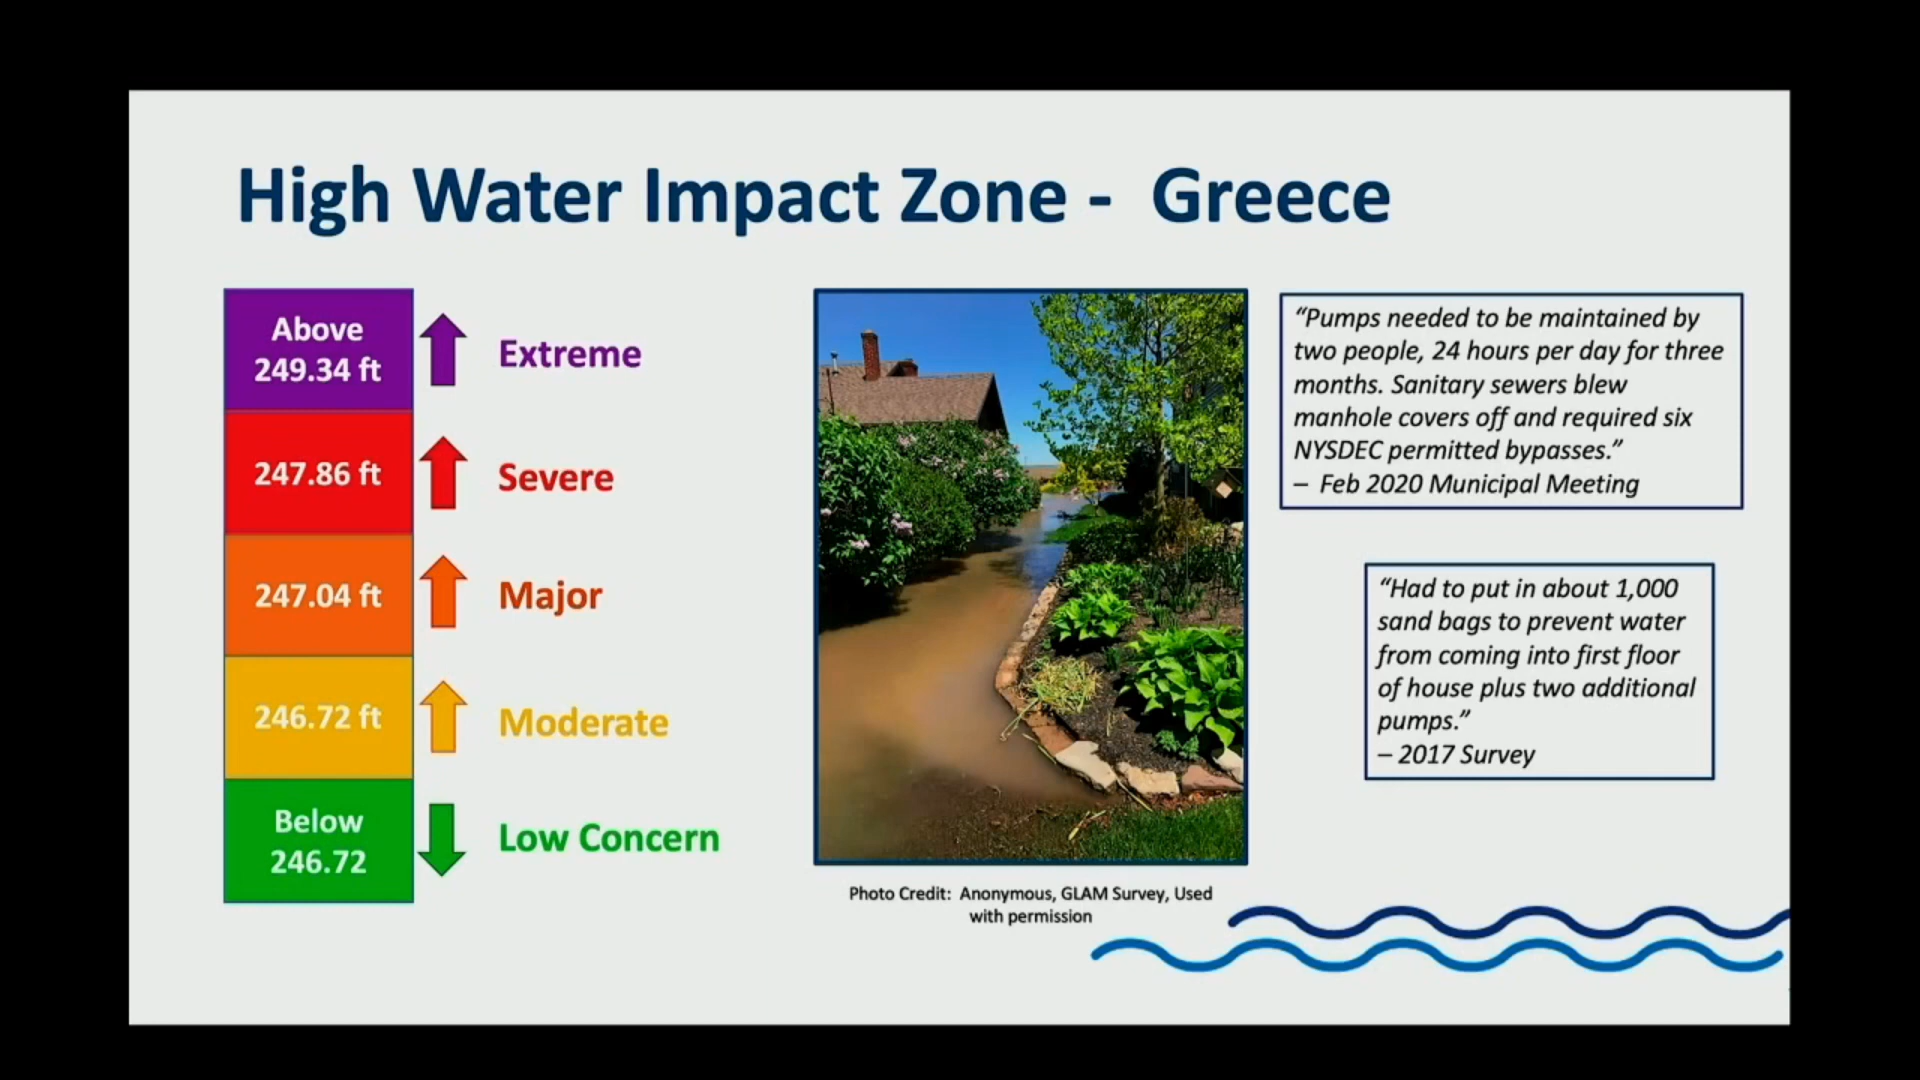 High Water Impact Zone - Greece
Above
249.34 ft
Extreme
247.86 ft
Severe
247.04 ft
Major
246.72 ft
Moderate
Below
246.72
Low Concern
Photo Credit: Anonymous, GLAM Survey, Used
with permission
“Pumps needed to be maintained by
two people, 24 hours per day for three
months. Sanitary sewers blew
manhole covers off and required six
NYSDEC permitted bypasses.”
– Feb 2020 Municipal Meeting
“Had to put in about 1,000
sand bags to prevent water
from coming into first floor
of house plus two additional
pumps.”
– 2017 Survey